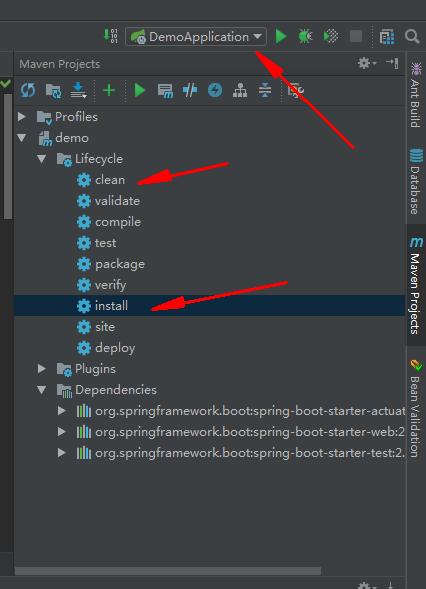 DemoApplication
Maven Projects
Profiles
demo
Lifecycle
clean
validate
compile
test
package
verify
install
site
deploy
Plugins
Dependencies
org.springframework.boot:spring-boot-starter-actuat
org.springframework.boot:spring-boot-starter-web:2
org.springframework.boot:spring-boot-starter-test:2.
Ant Build
Database
Maven Projects
Bean Validation